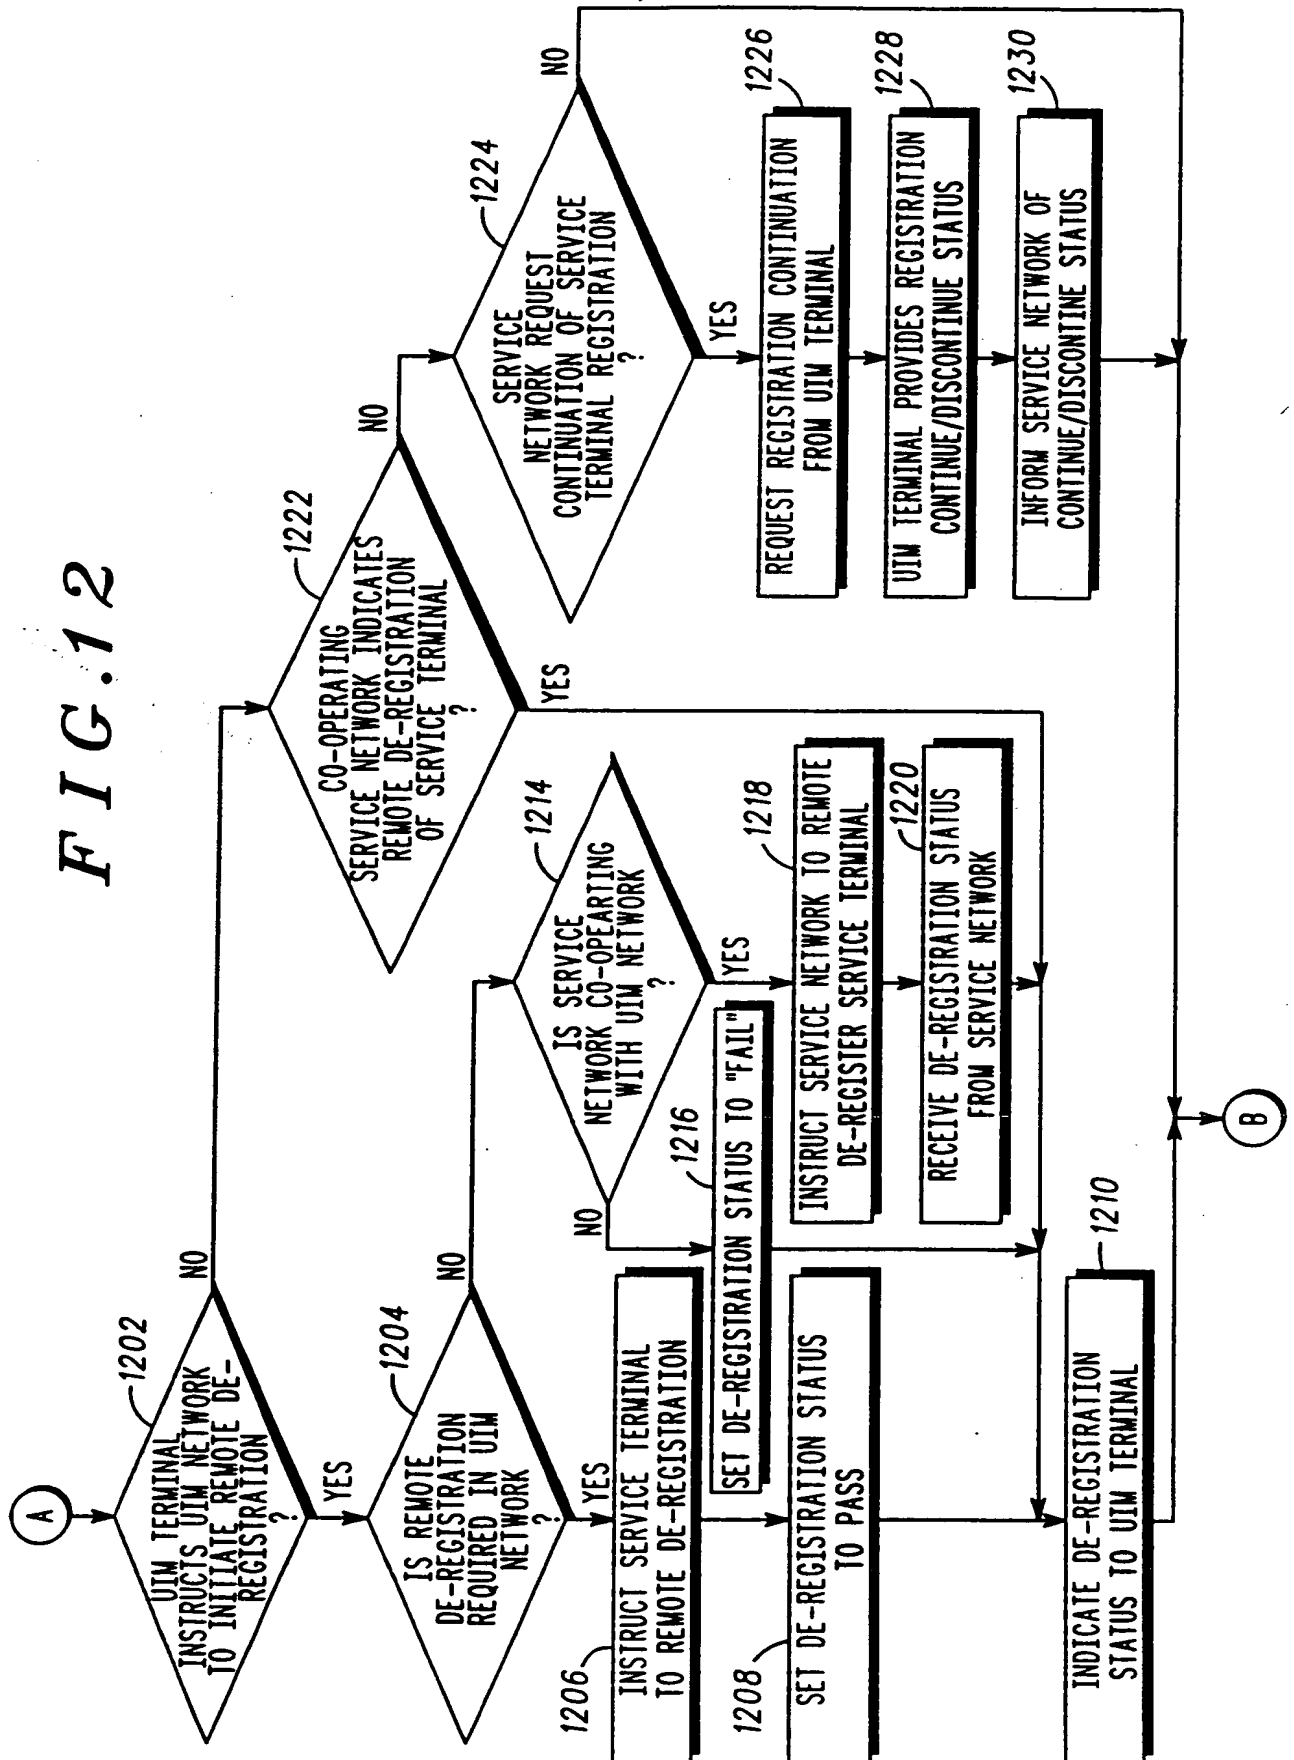 FIG.12
A
UIM TERMINAL
INSTRUCTS UIM NETWORK
TO INITIATE REMOTE DE-
REGISTRATION
?
1202
NO
YES
IS REMOTE
DE-REGISTRATION
REQUIRED IN UIM
NETWORK
?
1204
NO
YES
1206
INSTRUCT SERVICE TERMINAL
TO REMOTE DE-REGISTRATION
1208
SET DE-REGISTRATION STATUS
TO PASS
INDICATE DE-REGISTRATION
STATUS TO UIM TERMINAL
1210
IS SERVICE
NETWORK CO-OPEARTING
WITH UIM NETWORK
?
1214
NO
YES
1216
SET DE-REGISTRATION STATUS TO "FAIL"
INSTRUCT SERVICE NETWORK TO REMOTE
DE-REGISTER SERVICE TERMINAL
1218
RECEIVE DE-REGISTRATION STATUS
FROM SERVICE NETWORK
1220
CO-OPERATING
SERVICE NETWORK INDICATES
REMOTE DE-REGISTRATION
OF SERVICE TERMINAL
?
1222
NO
YES
SERVICE
NETWORK REQUEST
CONTINUATION OF SERVICE
TERMINAL REGISTRATION
?
1224
NO
YES
REQUEST REGISTRATION CONTINUATION
FROM UIM TERMINAL
1226
UIM TERMINAL PROVIDES REGISTRATION
CONTINUE/DISCONTINUE STATUS
1228
INFORM SERVICE NETWORK OF
CONTINUE/DISCONTINE STATUS
1230
B